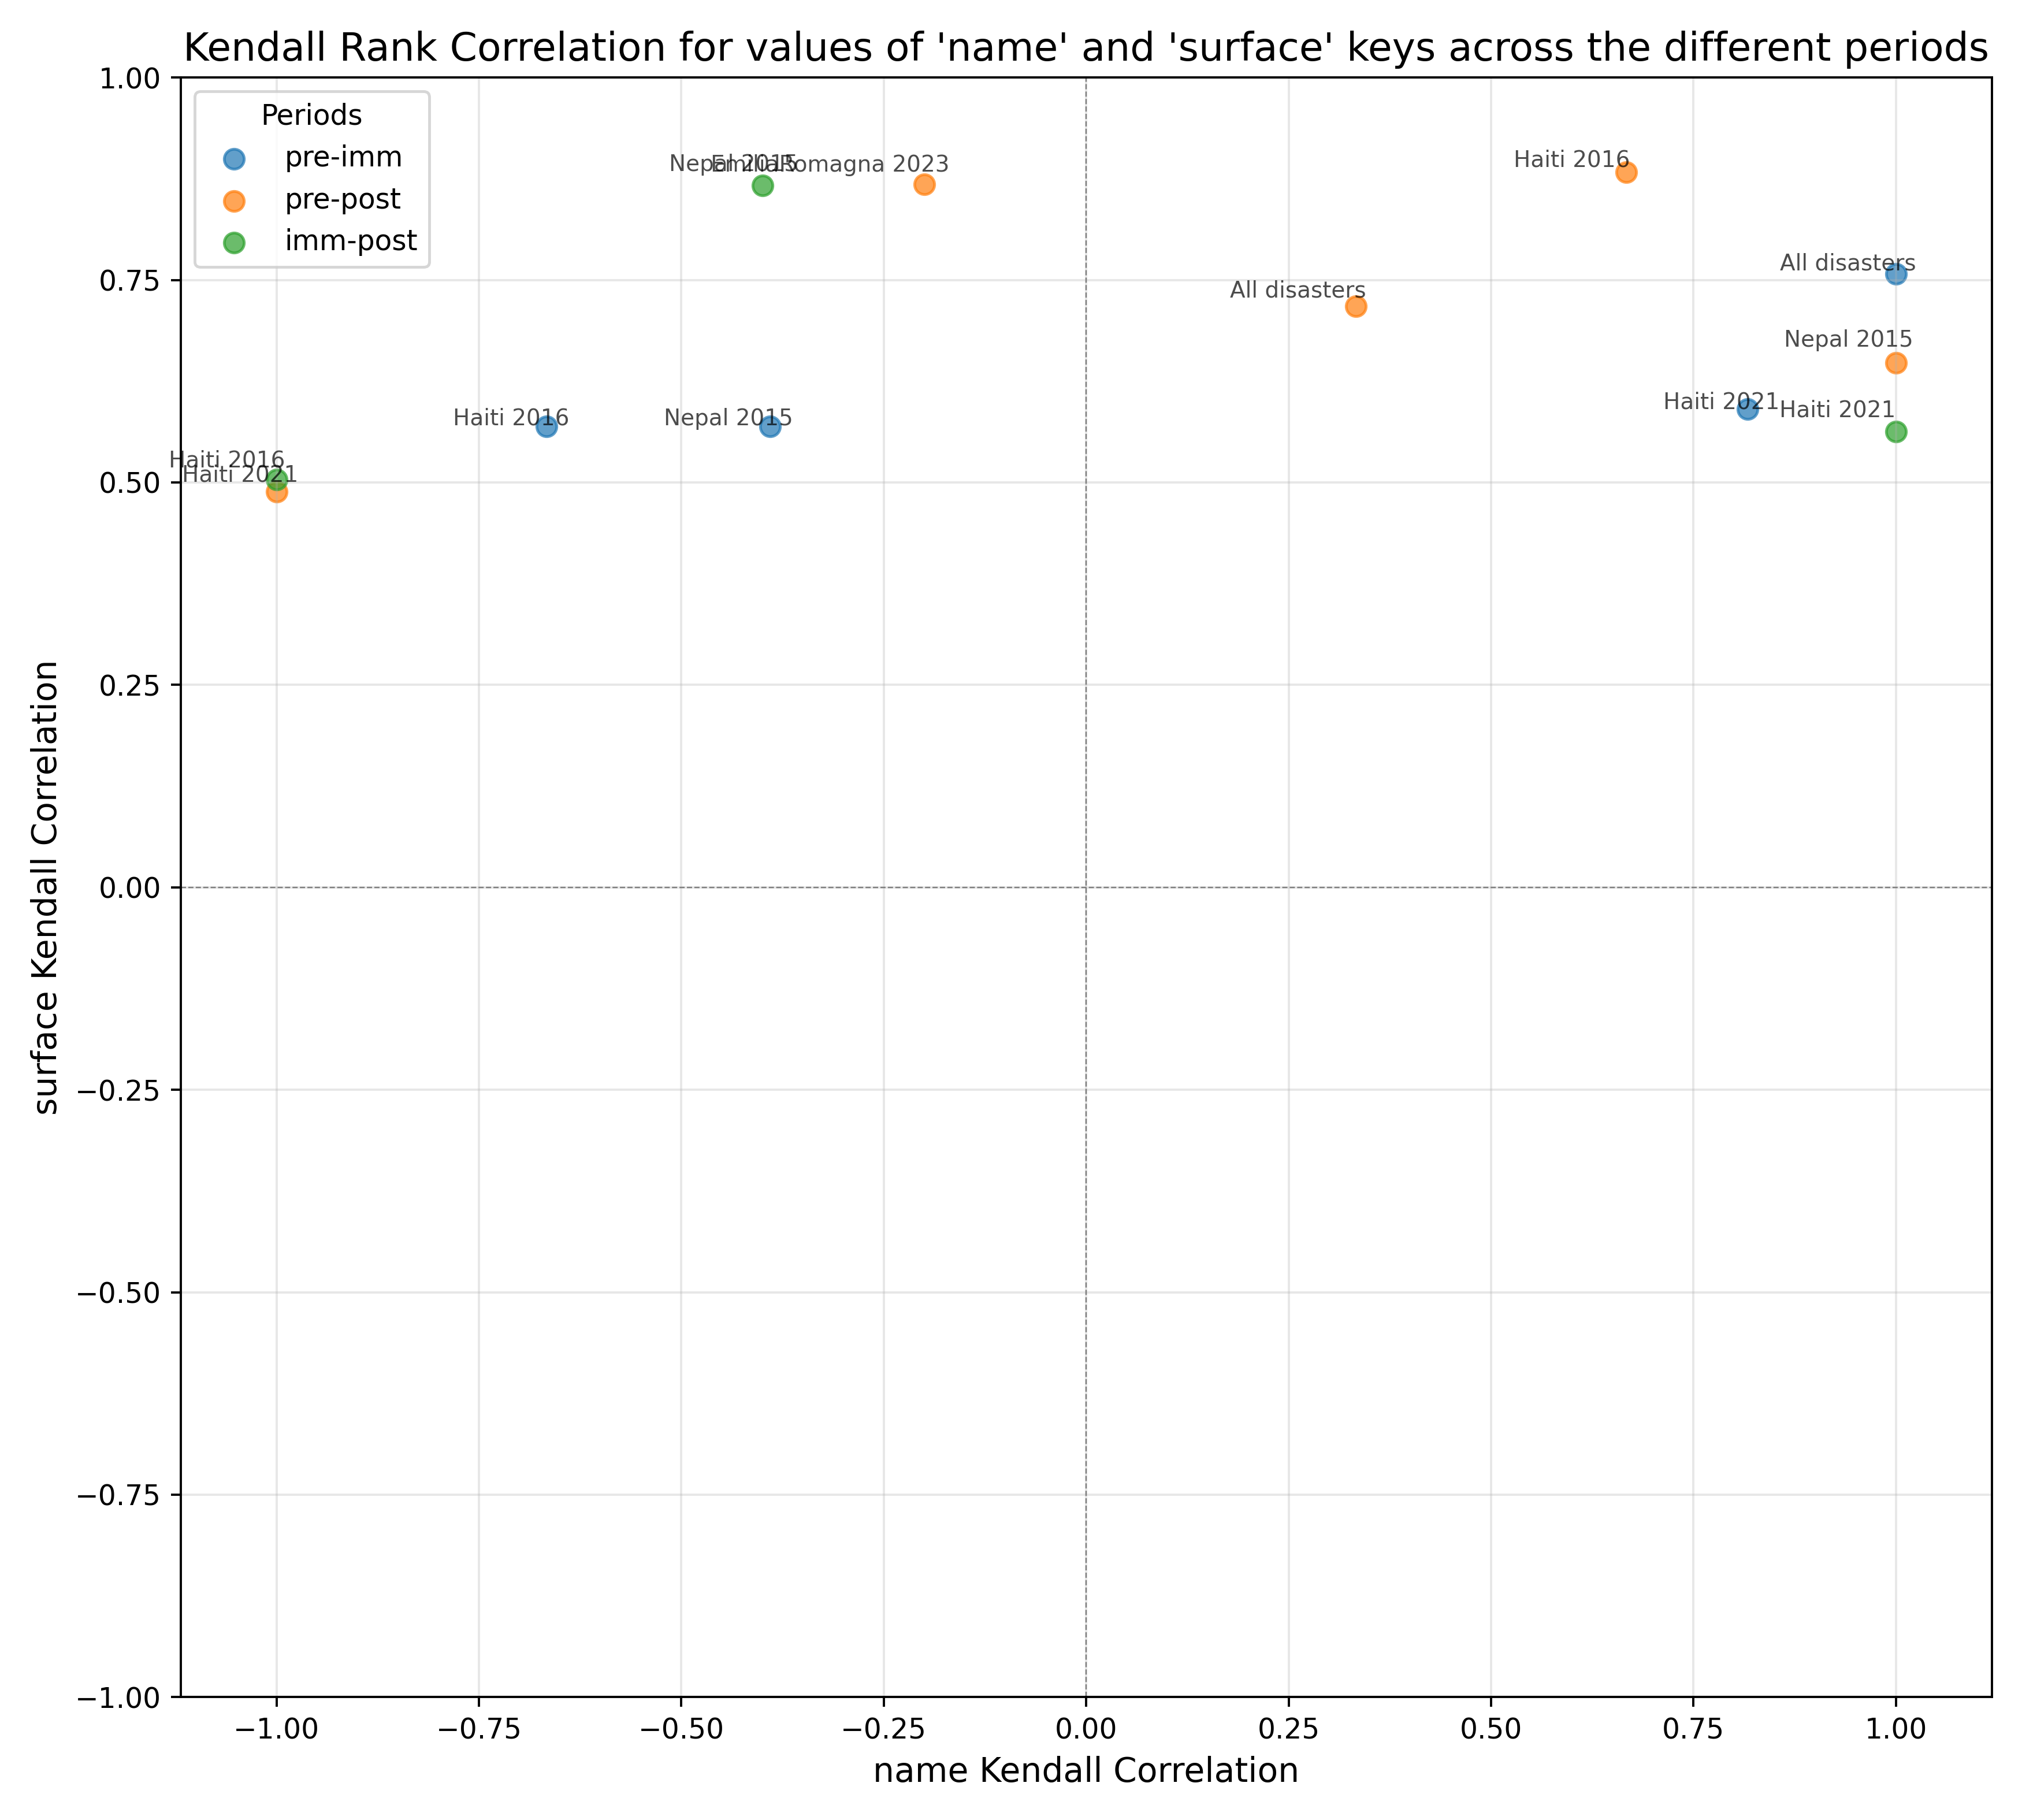 Kendall Rank Correlation for values of 'name' and 'surface' keys across the different periods
Periods
pre-imm
pre-post
imm-post
Nepal 2015
EmiliaRomagna 2023
Haiti 2016
All disasters
All disasters
Nepal 2015
Haiti 2021
Haiti 2021
Haiti 2016
Nepal 2015
Haiti 2016
Haiti 2021
1.00
0.75
0.50
0.25
0.00
−0.25
−0.50
−0.75
−1.00
surface Kendall Correlation
−1.00
−0.75
−0.50
−0.25
0.00
0.25
0.50
0.75
1.00
name Kendall Correlation